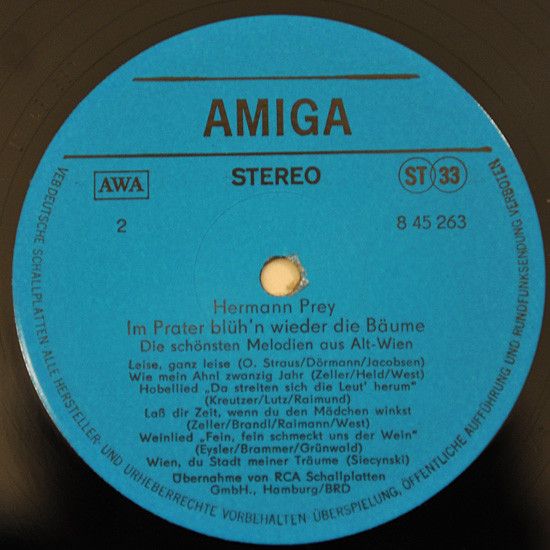 AMIGA
AWA
STEREO
ST 33
2
8 45 263
Hermann Prey
Im Prater blüh'n wieder die Bäume
Die schönsten Melodien aus Alt-Wien
Leise, ganz leise (O. Straus/Dörmann/Jacobsen)
Wie mein Ahnl zwanzig Jahr (Zeller/Held/West)
Hobellied „Da streiten sich die Leut' herum"
(Kreutzer/Lutz/Raimund)
Laß dir Zeit, wenn du den Mädchen winkst
(Zeller/Brandl/Raimann/West)
Weinlied „Fein, fein schmeckt uns der Wein"
(Eysler/Brammer/Grünwald)
Wien, du Stadt meiner Träume (Siecynski)
Übernahme von RCA Schallplatten
GmbH., Hamburg/BRD
VEB DEUTSCHE SCHALLPLATTEN · ALLE HERSTELLER- UND URHEBERRECHTE VORBEHALTEN · ÜBERSPIELUNG, ÖFFENTLICHE AUFFÜHRUNG UND RUNDFUNKSENDUNG VERBOTEN